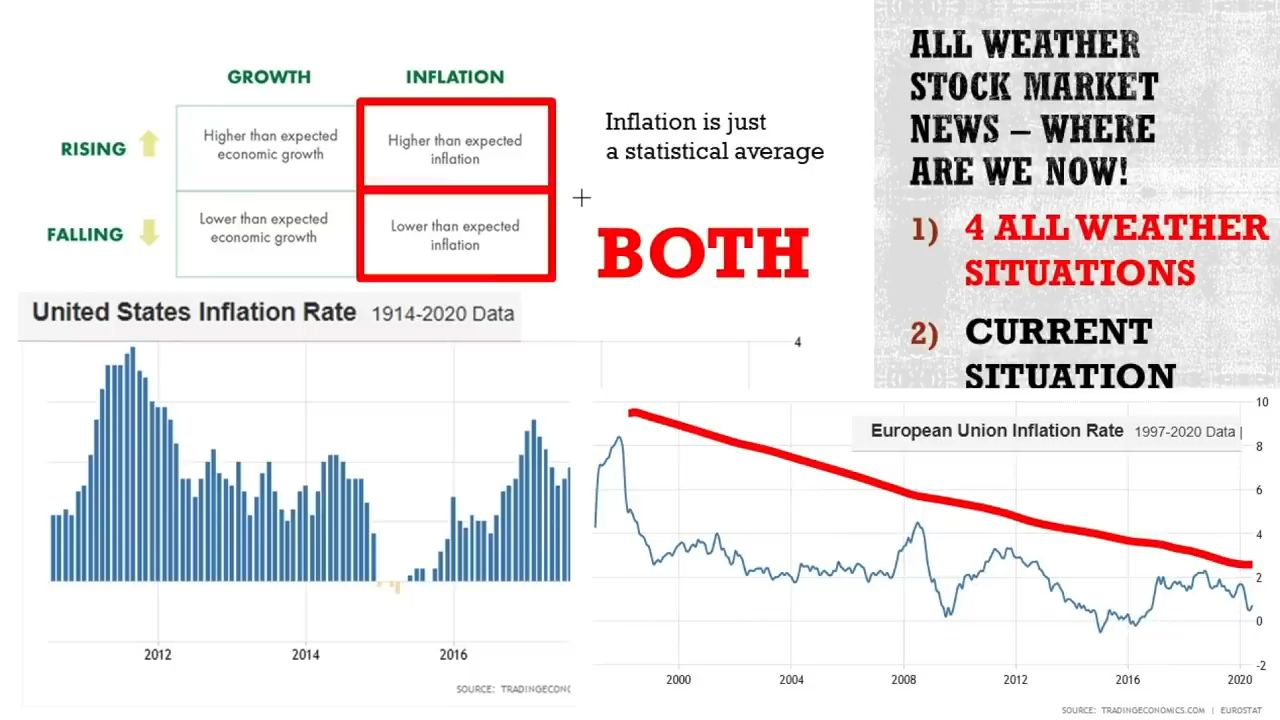 GROWTH
INFLATION
RISING
Higher than expected
economic growth
Higher than expected
inflation
FALLING
Lower than expected
economic growth
Lower than expected
inflation
Inflation is just
a statistical average
+
BOTH
ALL WEATHER
STOCK MARKET
NEWS – WHERE
ARE WE NOW!
1) 4 ALL WEATHER
SITUATIONS
2) CURRENT
SITUATION
United States Inflation Rate 1914-2020 Data
4
2012
2014
2016
SOURCE: TRADINGECONO
European Union Inflation Rate 1997-2020 Data |
10
8
6
4
2
0
-2
2000
2004
2008
2012
2016
2020
SOURCE: TRADINGECONOMICS.COM | EUROSTAT